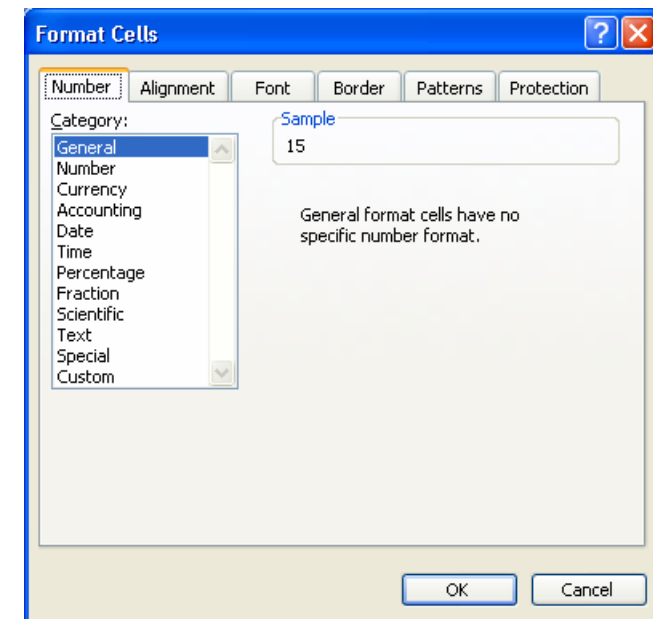 Format Cells
Number Alignment Font Border Patterns Protection
Category:
General
Number
Currency
Accounting
Date
Time
Percentage
Fraction
Scientific
Text
Special
Custom
Sample
15
General format cells have no
specific number format.
OK Cancel